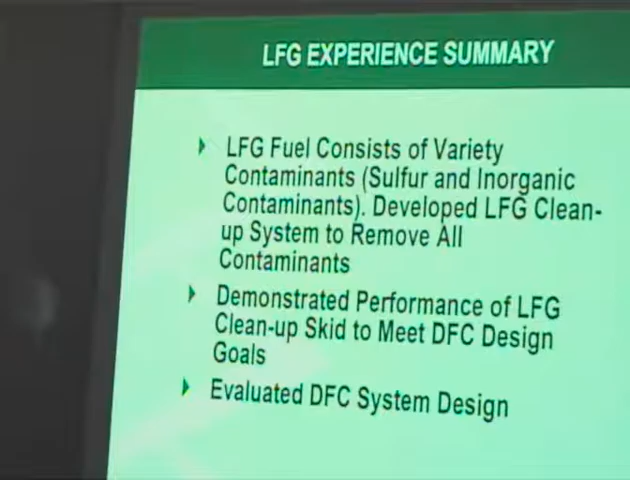 LFG EXPERIENCE SUMMARY
LFG Fuel Consists of Variety
Contaminants (Sulfur and Inorganic
Contaminants). Developed LFG Clean-
up System to Remove All
Contaminants
Demonstrated Performance of LFG
Clean-up Skid to Meet DFC Design
Goals
Evaluated DFC System Design